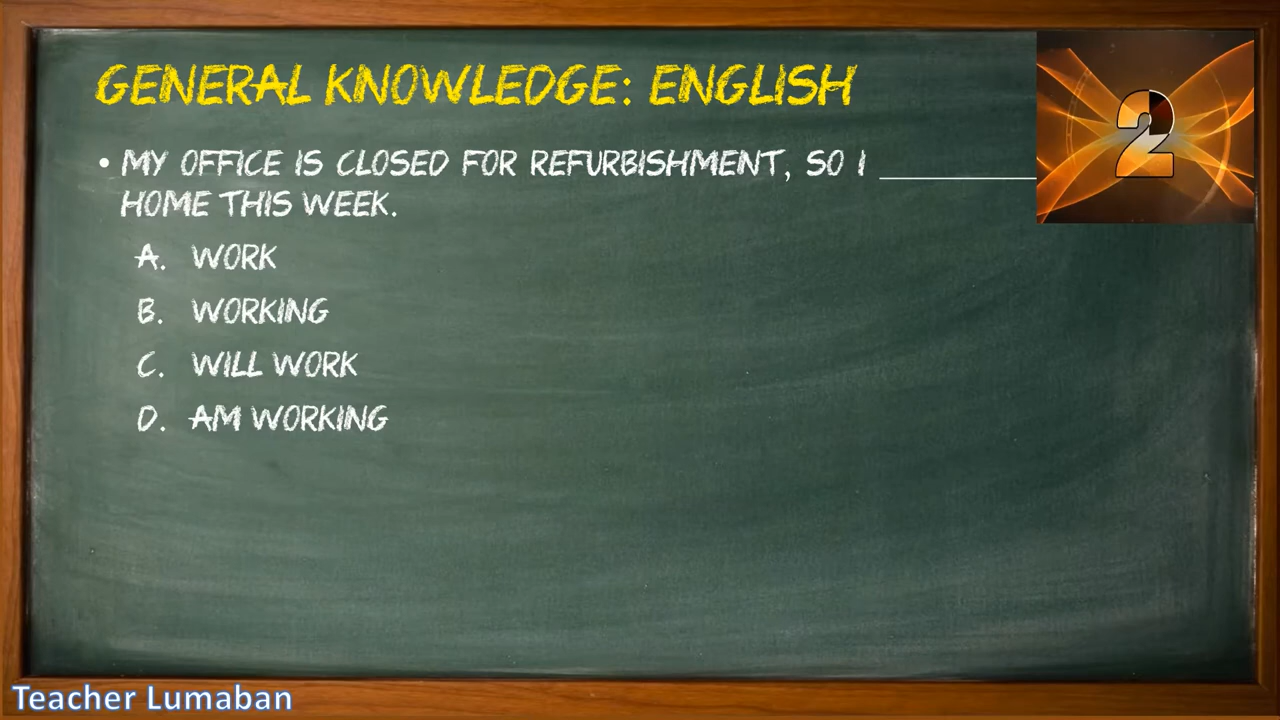 GENERAL KNOWLEDGE: ENGLISH
2
• MY OFFICE IS CLOSED FOR REFURBISHMENT, SO I __________
HOME THIS WEEK.
A. WORK
B. WORKING
C. WILL WORK
D. AM WORKING
Teacher Lumaban